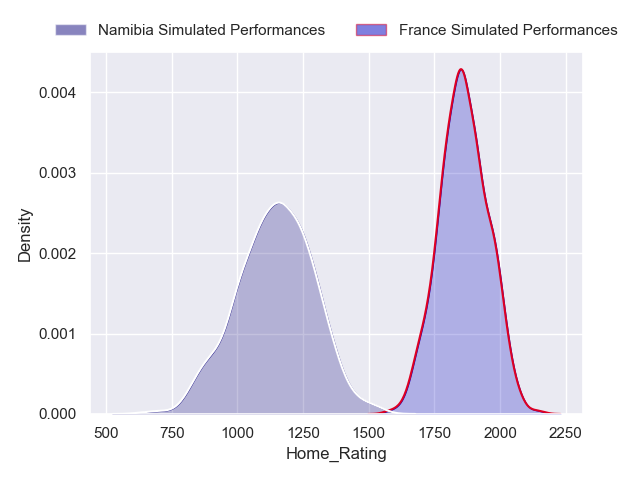 Namibia Simulated Performances France Simulated Performances
0.004
0.003
0.002
0.001
0.000
Density
500 750 1000 1250 1500 1750 2000 2250
Home_Rating